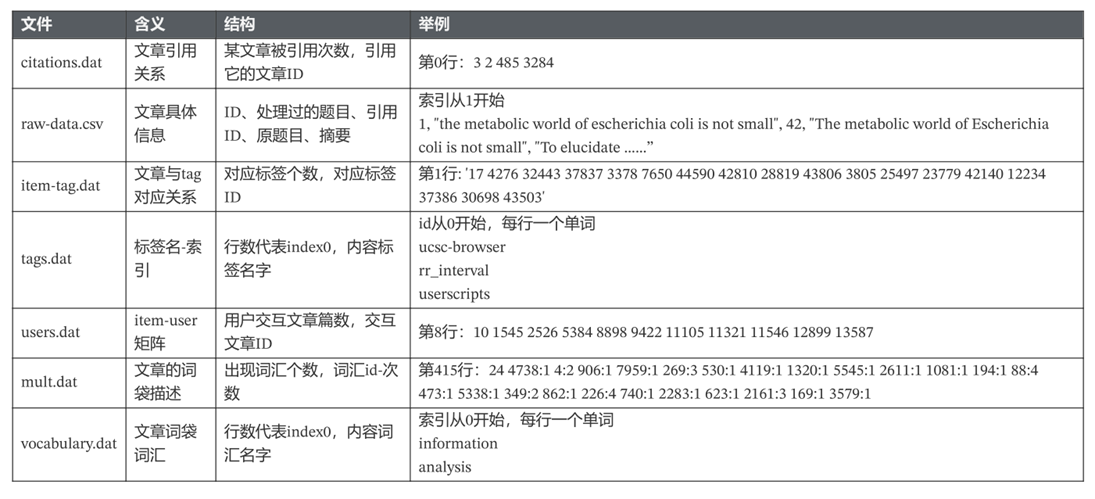 文件 含义 结构 举例
citations.dat 文章引用关系 某文章被引用次数，引用它的文章ID 第0行：3 2 485 3284
raw-data.csv 文章具体信息 ID、处理过的题目、引用ID、原题目、摘要 索引从1开始
1, "the metabolic world of escherichia coli is not small", 42, "The metabolic world of Escherichia
coli is not small", "To elucidate ......”
item-tag.dat 文章与tag对应关系 对应标签个数，对应标签ID 第1行: '17 4276 32443 37837 3378 7650 44590 42810 28819 43806 3805 25497 23779 42140 12234
37386 30698 43503'
tags.dat 标签名-索引 行数代表index0，内容标签名字 id从0开始，每行一个单词
ucsc-browser
rr_interval
userscripts
users.dat item-user矩阵 用户交互文章篇数，交互文章ID 第8行：10 1545 2526 5384 8898 9422 11105 11321 11546 12899 13587
mult.dat 文章的词袋描述 出现词汇个数，词汇id-次数 第415行：24 4738:1 4:2 906:1 7959:1 269:3 530:1 4119:1 1320:1 5545:1 2611:1 1081:1 194:1 88:4
473:1 5338:1 349:2 862:1 226:4 740:1 2283:1 623:1 2161:3 169:1 3579:1
vocabulary.dat 文章词袋词汇 行数代表index0，内容词汇名字 索引从0开始，每行一个单词
information
analysis